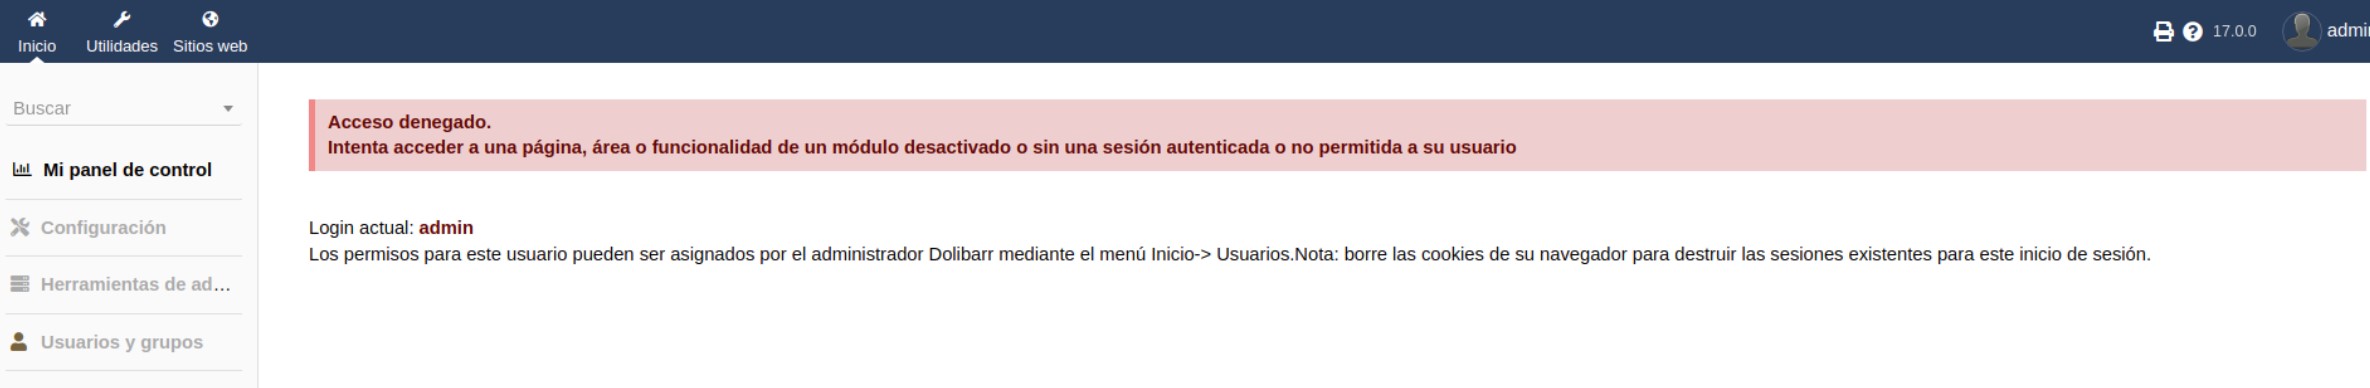 Inicio Utilidades Sitios web 17.0.0 admin
Buscar
Acceso denegado.
Intenta acceder a una página, área o funcionalidad de un módulo desactivado o sin una sesión autenticada o no permitida a su usuario
Mi panel de control
Configuración
Herramientas de ad...
Usuarios y grupos
Login actual: admin
Los permisos para este usuario pueden ser asignados por el administrador Dolibarr mediante el menú Inicio-> Usuarios.Nota: borre las cookies de su navegador para destruir las sesiones existentes para este inicio de sesión.